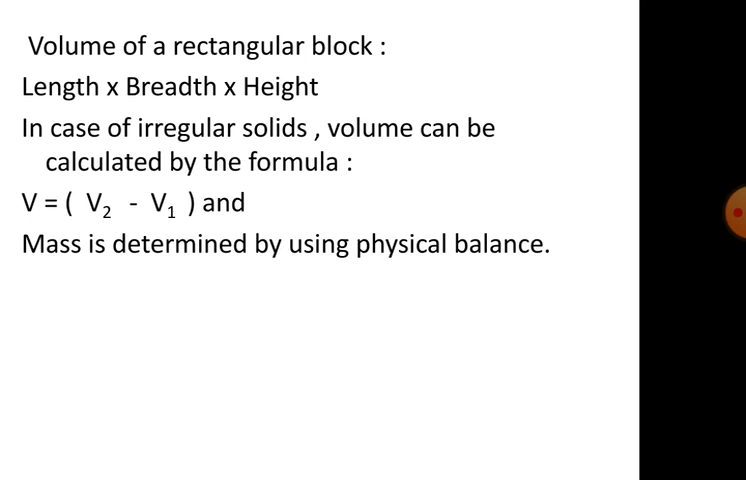 Volume of a rectangular block :
Length x Breadth x Height
In case of irregular solids , volume can be
calculated by the formula :
V = ( V₂ - V₁ ) and
Mass is determined by using physical balance.